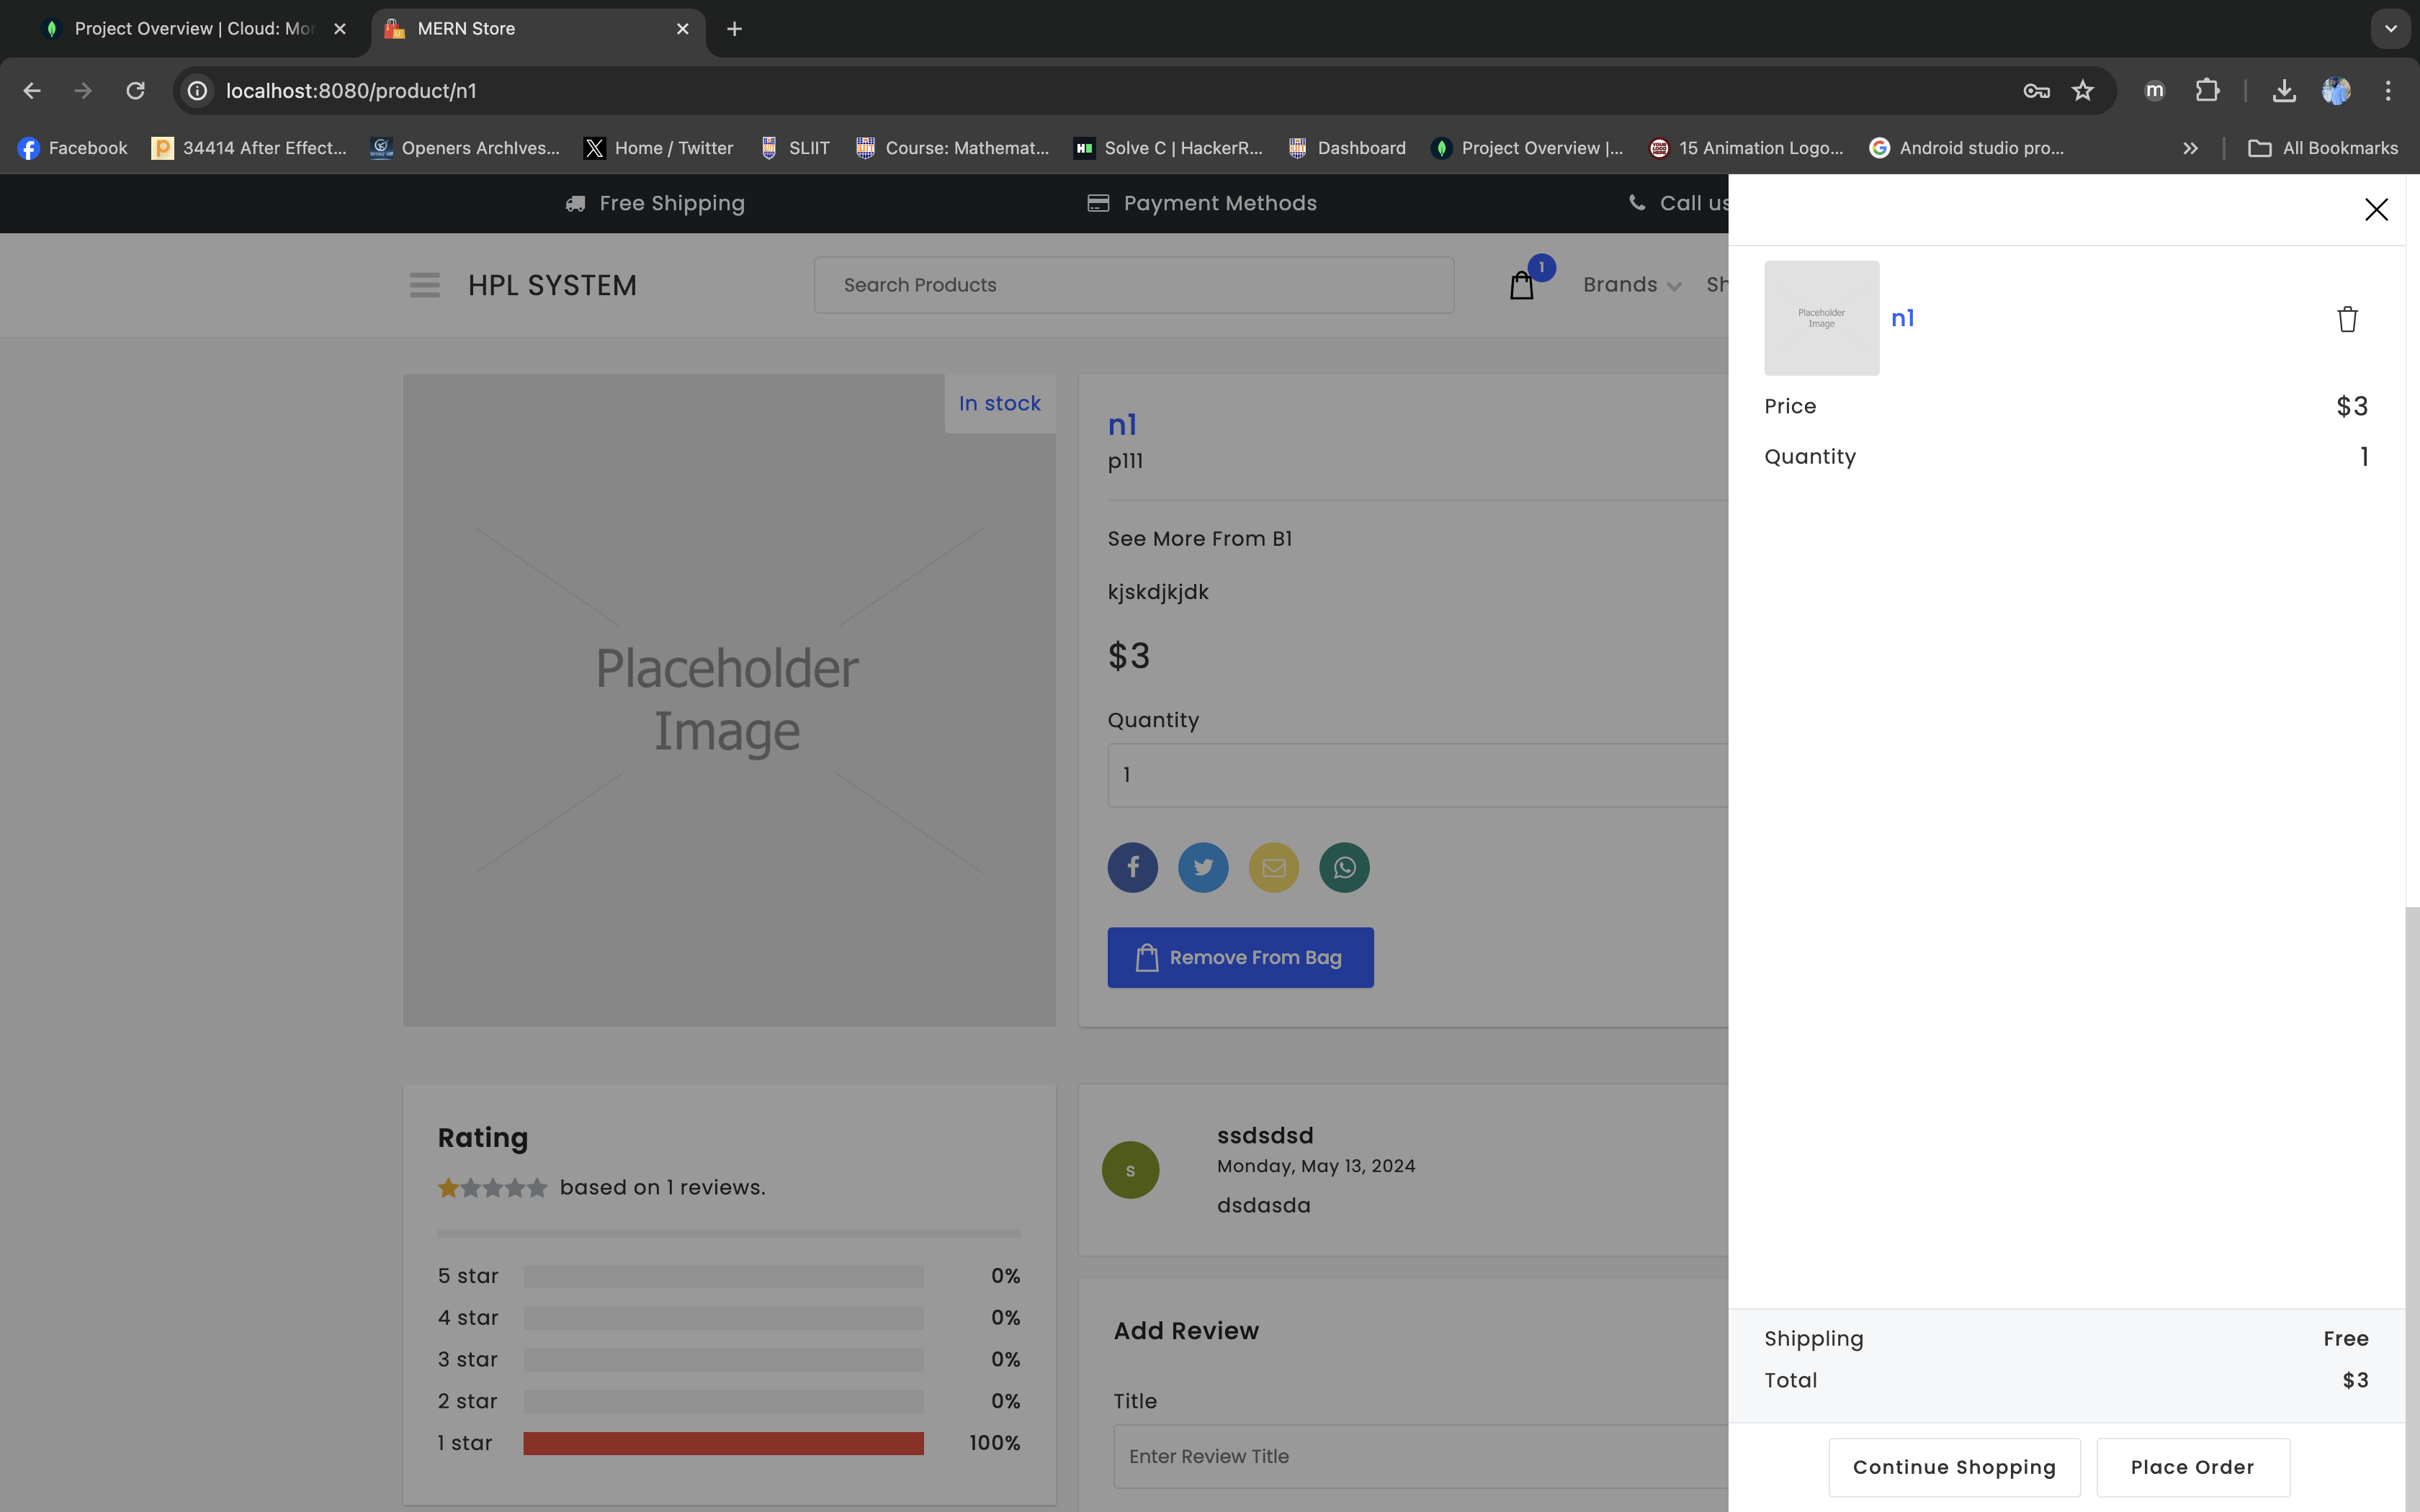 Project Overview | Cloud: Mon
MERN Store
localhost:8080/product/n1
m
Facebook
34414 After Effect...
Openers ArchIves...
Home / Twitter
SLIIT
Course: Mathemat...
Solve C | HackerR...
Dashboard
Project Overview |...
15 Animation Logo...
Android studio pro...
All Bookmarks
Free Shipping
Payment Methods
Call us
HPL SYSTEM
Search Products
1
Brands
Sh
In stock
Placeholder
Image
n1
p111
See More From B1
kjskdjkjdk
$3
Quantity
1
Remove From Bag
Rating
based on 1 reviews.
5 star 0%
4 star 0%
3 star 0%
2 star 0%
1 star 100%
s
ssdsdsd
Monday, May 13, 2024
dsdasda
Add Review
Title
Enter Review Title
Placeholder
Image
n1
Price $3
Quantity 1
Shippling Free
Total $3
Continue Shopping
Place Order